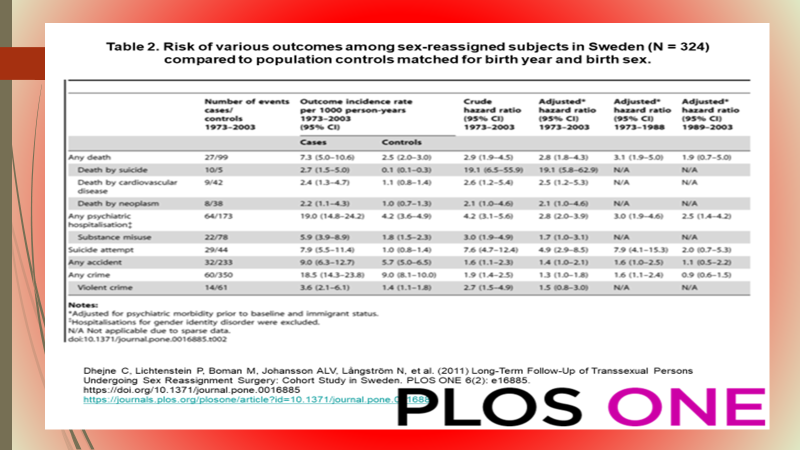 Table 2. Risk of various outcomes among sex-reassigned subjects in Sweden (N = 324)
compared to population controls matched for birth year and birth sex.
Number of events cases/ controls 1973–2003 Outcome incidence rate per 1000 person-years 1973–2003 (95% CI) Crude hazard ratio (95% CI) 1973–2003 Adjusted* hazard ratio (95% CI) 1973–2003 Adjusted* hazard ratio (95% CI) 1973–1988 Adjusted* hazard ratio (95% CI) 1989–2003
Cases Controls
Any death 27/99 7.3 (5.0–10.6) 2.5 (2.0–3.0) 2.9 (1.9–4.5) 2.8 (1.8–4.3) 3.1 (1.9–5.0) 1.9 (0.7–5.0)
Death by suicide 10/5 2.7 (1.5–5.0) 0.1 (0.1–0.3) 19.1 (6.5–55.9) 19.1 (5.8–62.9) N/A N/A
Death by cardiovascular disease 9/42 2.4 (1.3–4.7) 1.1 (0.8–1.4) 2.6 (1.2–5.4) 2.5 (1.2–5.3) N/A N/A
Death by neoplasm 8/38 2.2 (1.1–4.3) 1.0 (0.7–1.3) 2.1 (1.0–4.6) 2.1 (1.0–4.6) N/A N/A
Any psychiatric hospitalisation‡ 64/173 19.0 (14.8–24.2) 4.2 (3.6–4.9) 4.2 (3.1–5.6) 2.8 (2.0–3.9) 3.0 (1.9–4.6) 2.5 (1.4–4.2)
Substance misuse 22/78 5.9 (3.9–8.9) 1.8 (1.5–2.3) 3.0 (1.9–4.9) 1.7 (1.0–3.1) N/A N/A
Suicide attempt 29/44 7.9 (5.5–11.4) 1.0 (0.8–1.4) 7.6 (4.7–12.4) 4.9 (2.9–8.5) 7.9 (4.1–15.3) 2.0 (0.7–5.3)
Any accident 32/233 9.0 (6.3–12.7) 5.7 (5.0–6.5) 1.6 (1.1–2.3) 1.4 (1.0–2.1) 1.6 (1.0–2.5) 1.1 (0.5–2.2)
Any crime 60/350 18.5 (14.3–23.8) 9.0 (8.1–10.0) 1.9 (1.4–2.5) 1.3 (1.0–1.8) 1.6 (1.1–2.4) 0.9 (0.6–1.5)
Violent crime 14/61 3.6 (2.1–6.1) 1.4 (1.1–1.8) 2.7 (1.5–4.9) 1.5 (0.8–3.0) N/A N/A
Notes:
*Adjusted for psychiatric morbidity prior to baseline and immigrant status.
‡Hospitalisations for gender identity disorder were excluded.
N/A Not applicable due to sparse data.
doi:10.1371/journal.pone.0016885.t002
Dhejne C, Lichtenstein P, Boman M, Johansson ALV, Långström N, et al. (2011) Long-Term Follow-Up of Transsexual Persons
Undergoing Sex Reassignment Surgery: Cohort Study in Sweden. PLOS ONE 6(2): e16885.
https://doi.org/10.1371/journal.pone.0016885
https://journals.plos.org/plosone/article?id=10.1371/journal.pone.
PLOS ONE